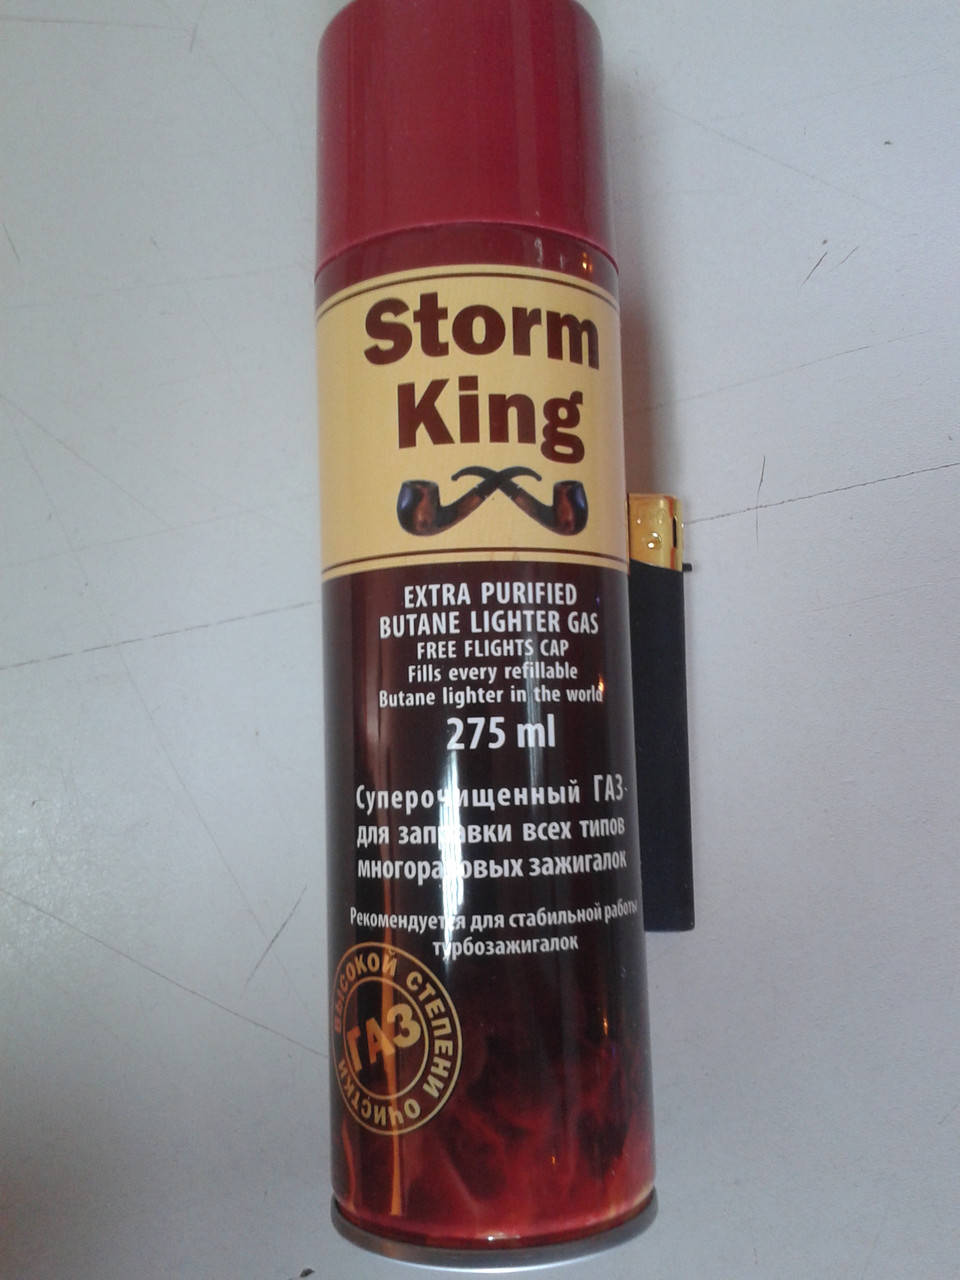 Storm
King
EXTRA PURIFIED
BUTANE LIGHTER GAS
FREE FLIGHTS CAP
Fills every refillable
Butane lighter in the world
275 ml
Суперочищенный ГАЗ-
для заправки всех типов
многоразовых зажигалок
Рекомендуется для стабильной работы
турбозажигалок
ВЫСОКОЙ СТЕПЕНИ ОЧИСТКИ
ГАЗ